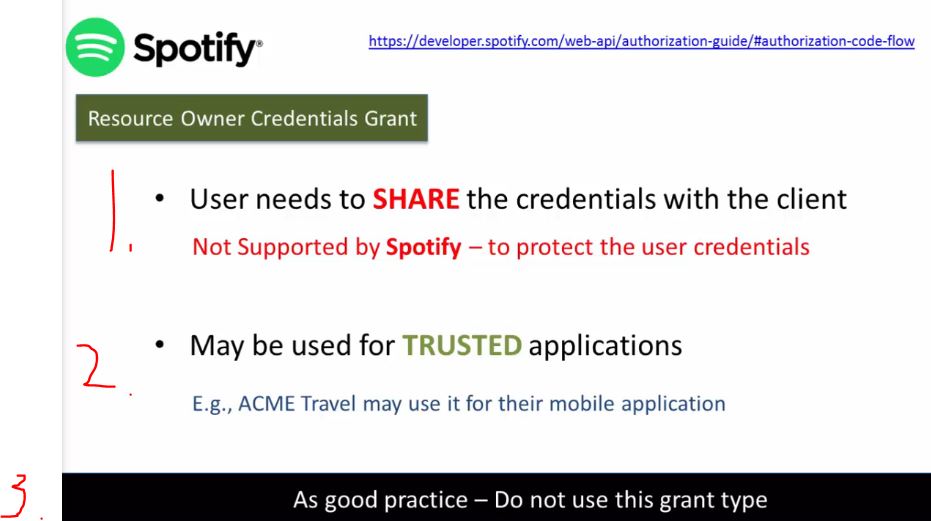 Spotify®
https://developer.spotify.com/web-api/authorization-guide/#authorization-code-flow
Resource Owner Credentials Grant
1.
• User needs to SHARE the credentials with the client
Not Supported by Spotify – to protect the user credentials
2.
• May be used for TRUSTED applications
E.g., ACME Travel may use it for their mobile application
3.
As good practice – Do not use this grant type